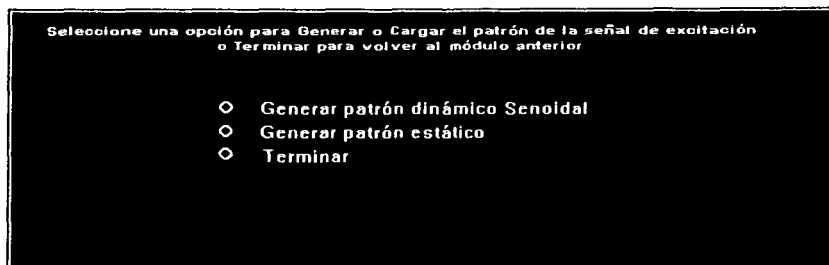 Seleccione una opción para Generar o Cargar el patrón de la señal de excitación
o Terminar para volver al módulo anterior
Generar patrón dinámico Senoidal
Generar patrón estático
Terminar